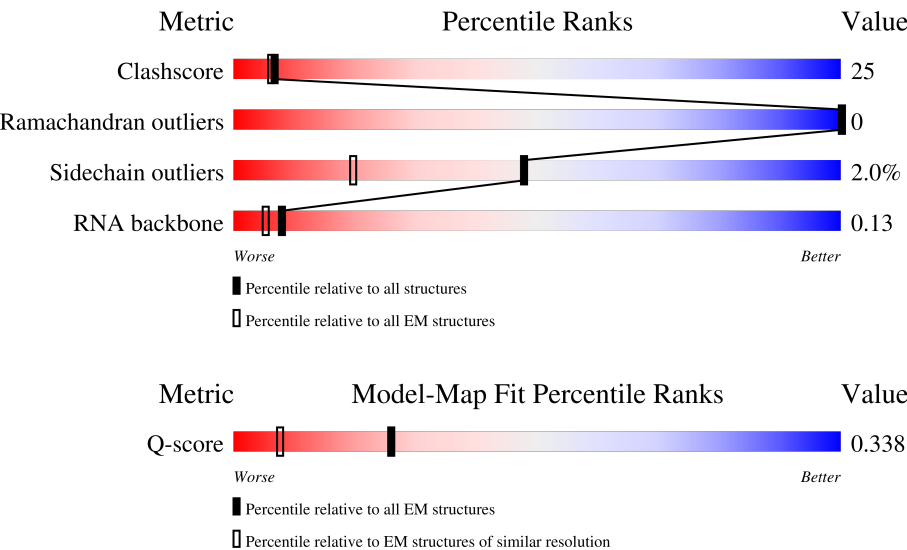 Metric Percentile Ranks Value
Clashscore 25
Ramachandran outliers 0
Sidechain outliers 2.0%
RNA backbone 0.13
Worse Better
Percentile relative to all structures
Percentile relative to all EM structures
Metric Model-Map Fit Percentile Ranks Value
Q-score 0.338
Worse Better
Percentile relative to all EM structures
Percentile relative to EM structures of similar resolution